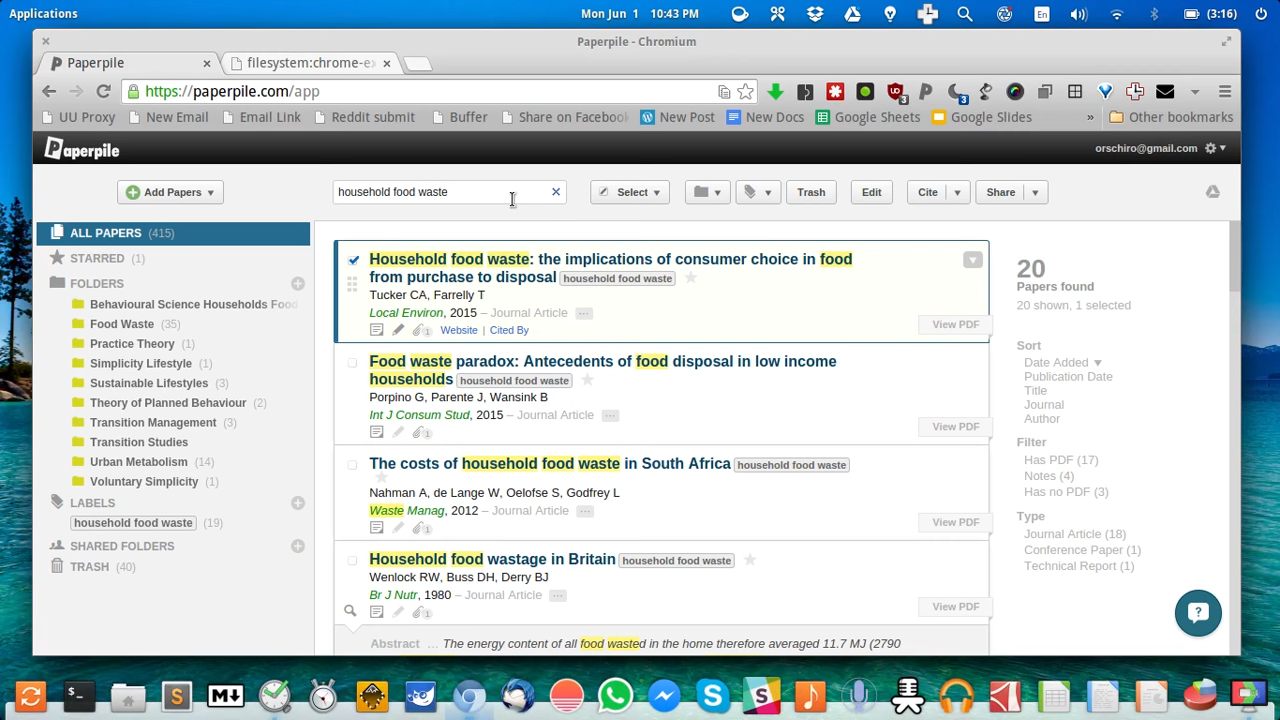 Applications
Mon Jun 1 10:43 PM
En
(3:16)
Paperpile - Chromium
Paperpile
filesystem:chrome-ex
https://paperpile.com/app
3
3
UU Proxy
New Email
Email Link
Reddit submit
Buffer
Share on Facebook
New Post
New Docs
Google Sheets
Google Slides
»
Other bookmarks
Paperpile
orschiro@gmail.com
Add Papers
household food waste
Select
Trash
Edit
Cite
Share
ALL PAPERS (415)
STARRED (1)
FOLDERS
Behavioural Science Households Food
Food Waste (35)
Practice Theory (1)
Simplicity Lifestyle (1)
Sustainable Lifestyles (3)
Theory of Planned Behaviour (2)
Transition Management (3)
Transition Studies
Urban Metabolism (14)
Voluntary Simplicity (1)
LABELS
household food waste (19)
SHARED FOLDERS
TRASH (40)
Household food waste: the implications of consumer choice in food
from purchase to disposal household food waste
Tucker CA, Farrelly T
Local Environ, 2015 – Journal Article ...
1 Website | Cited By
View PDF
Food waste paradox: Antecedents of food disposal in low income
households household food waste
Porpino G, Parente J, Wansink B
Int J Consum Stud, 2015 – Journal Article ...
1
View PDF
The costs of household food waste in South Africa household food waste
Nahman A, de Lange W, Oelofse S, Godfrey L
Waste Manag, 2012 – Journal Article ...
1
View PDF
Household food wastage in Britain household food waste
Wenlock RW, Buss DH, Derry BJ
Br J Nutr, 1980 – Journal Article ...
1
View PDF
Abstract ... The energy content of all food wasted in the home therefore averaged 11.7 MJ (2790
20
Papers found
20 shown, 1 selected
Sort
Date Added
Publication Date
Title
Journal
Author
Filter
Has PDF (17)
Notes (4)
Has no PDF (3)
Type
Journal Article (18)
Conference Paper (1)
Technical Report (1)
?
>_
S
M